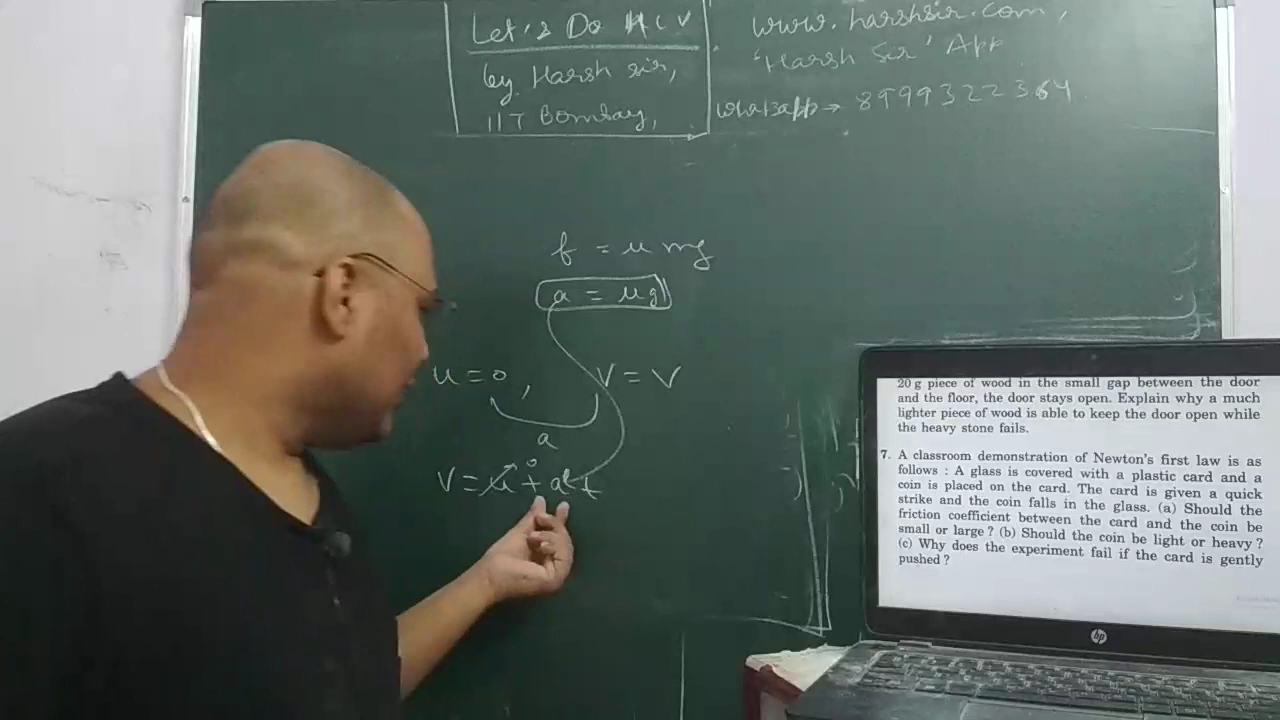 Let's Do HCV
by Harsh sir,
IIT Bombay,
www.harshsir.com,
'Harsh Sir' App
Whatsapp → 8999322364
f = μ mg
a = μg
u = 0, v = v
a
0
v = u + at
20 g piece of wood in the small gap between the door
and the floor, the door stays open. Explain why a much
lighter piece of wood is able to keep the door open while
the heavy stone fails.
7. A classroom demonstration of Newton's first law is as
follows : A glass is covered with a plastic card and a
coin is placed on the card. The card is given a quick
strike and the coin falls in the glass. (a) Should the
friction coefficient between the card and the coin be
small or large ? (b) Should the coin be light or heavy ?
(c) Why does the experiment fail if the card is gently
pushed ?
hp